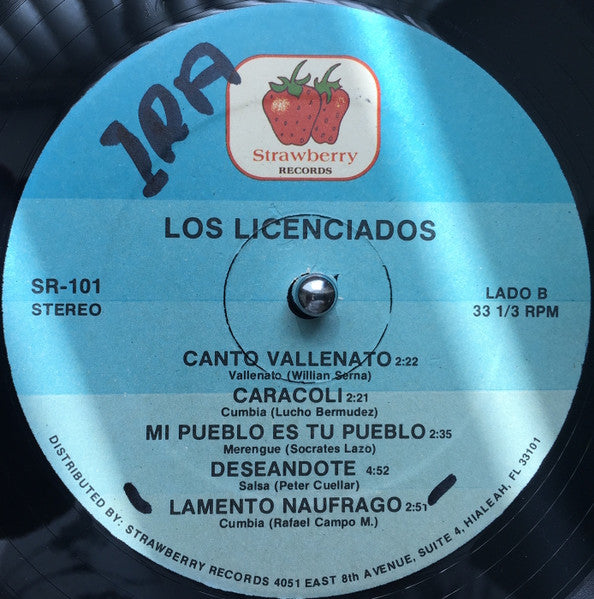 IRA
Strawberry
RECORDS
LOS LICENCIADOS
SR-101
STEREO
LADO B
33 1/3 RPM
CANTO VALLENATO 2:22
Vallenato (Willian Serna)
CARACOLI 2:21
Cumbia (Lucho Bermudez)
MI PUEBLO ES TU PUEBLO 2:35
Merengue (Socrates Lazo)
DESEANDOTE 4:52
Salsa (Peter Cuellar)
LAMENTO NAUFRAGO 2:51
Cumbia (Rafael Campo M.)
DISTRIBUTED BY: STRAWBERRY RECORDS 4051 EAST 8th AVENUE, SUITE 4, HIALEAH, FL 33101